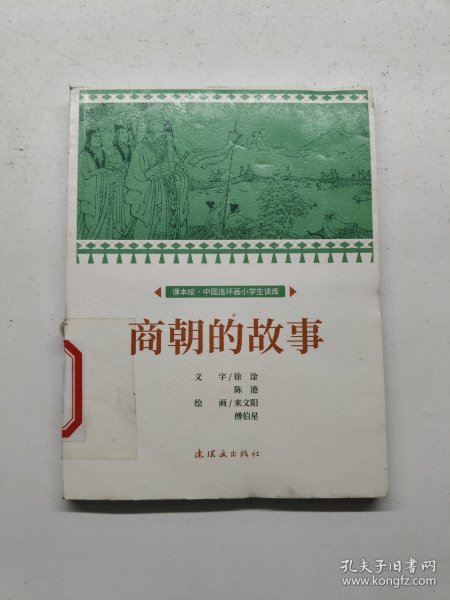 课本绘·中国连环画小学生读库
商朝的故事
文 字/徐 淦
陈 港
绘 画/来文阳
傅伯星
连环画出版社
孔夫子旧书网
www.kongfz.com